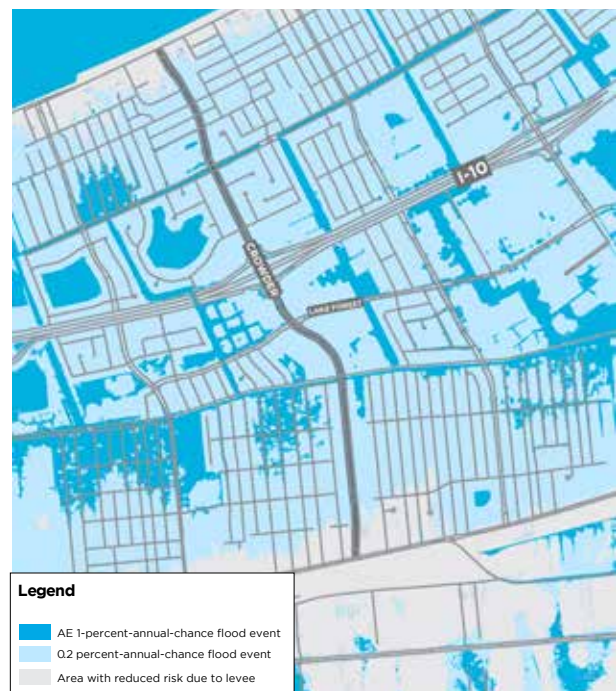 I-10
CROWDER
LAKE FOREST
Legend
AE 1-percent-annual-chance flood event
0.2 percent-annual-chance flood event
Area with reduced risk due to levee